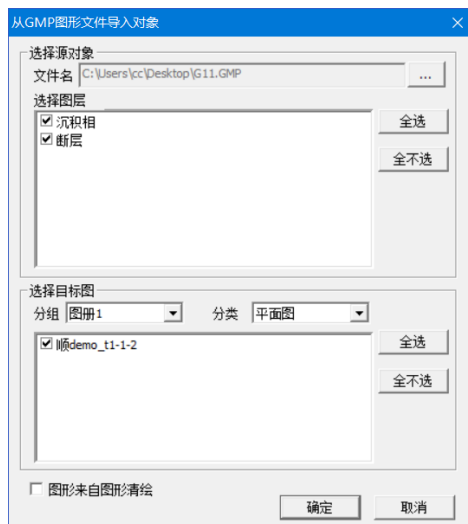 从GMP图形文件导入对象
选择源对象
文件名 C:\Users\cc\Desktop\G11.GMP ...
选择图层
沉积相
断层
全选
全不选
选择目标图
分组 图册1 分类 平面图
顺demo_t1-1-2
全选
全不选
图形来自图形清绘
确定 取消